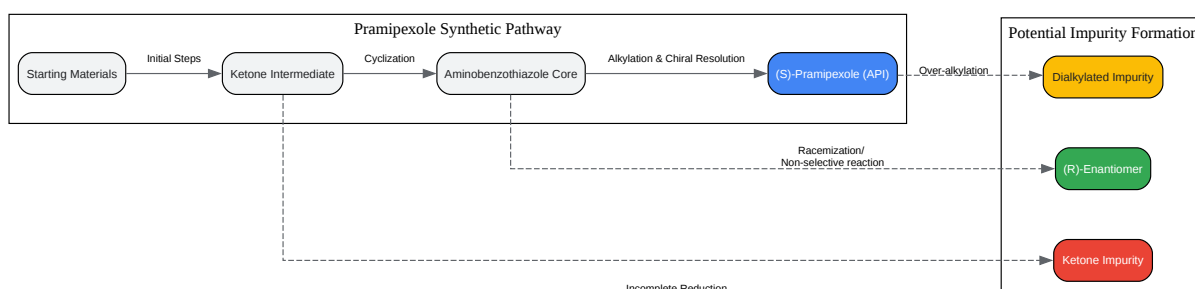 Pramipexole Synthetic Pathway
Potential Impurity Formation
Starting Materials
Initial Steps
Ketone Intermediate
Cyclization
Aminobenzothiazole Core
Alkylation & Chiral Resolution
(S)-Pramipexole (API)
Over-alkylation
Dialkylated Impurity
Racemization/
Non-selective reaction
(R)-Enantiomer
Ketone Impurity
Incomplete Reduction